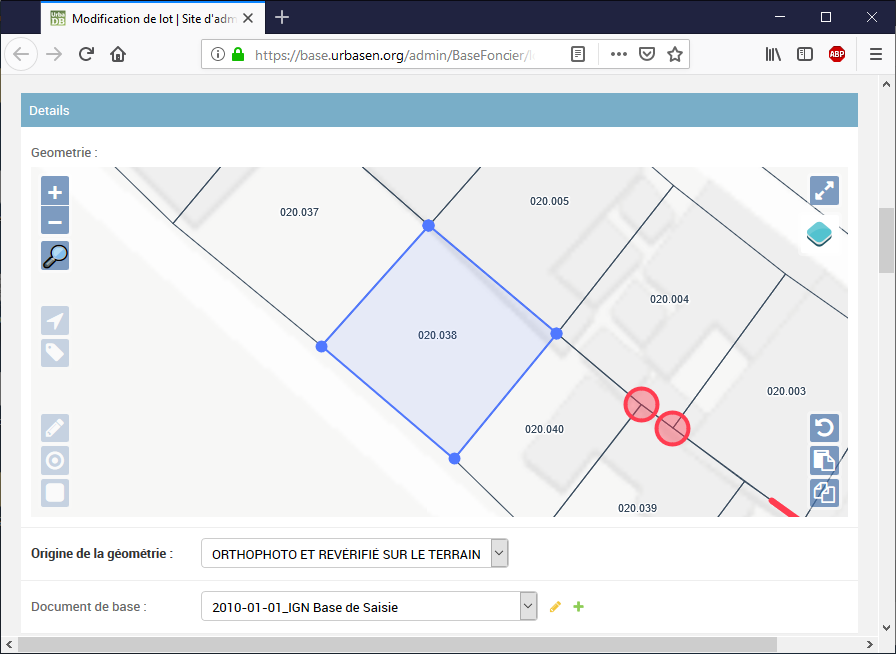 Urba
DB
Modification de lot | Site d'adm
https://base.urbasen.org/admin/BaseFoncier/l
ABP
Details
Geometrie :
020.037
020.005
020.004
020.038
020.003
020.040
020.039
Origine de la géométrie :
ORTHOPHOTO ET REVÉRIFIÉ SUR LE TERRAIN
Document de base :
2010-01-01_IGN Base de Saisie